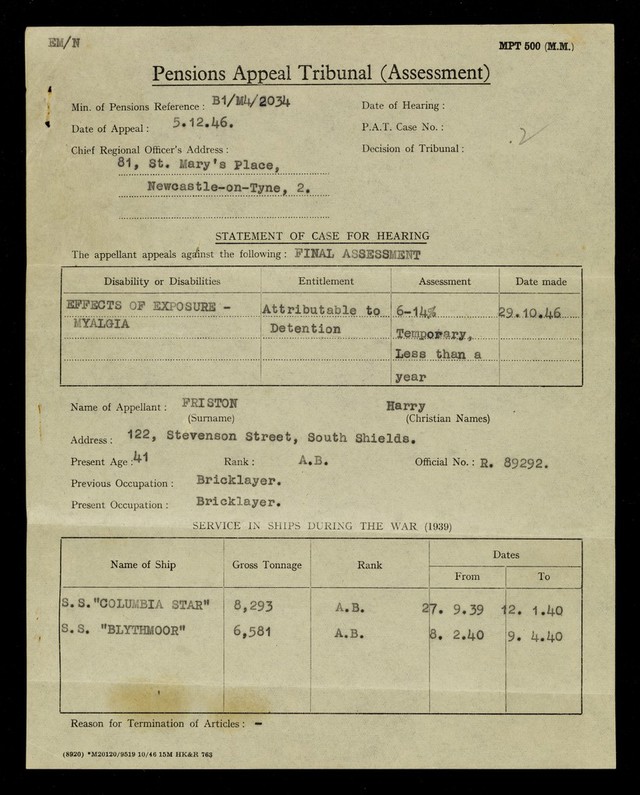 EM/N
MPT 500 (M.M.)
Pensions Appeal Tribunal (Assessment)
Min. of Pensions Reference : B1/M4/2034 Date of Hearing :
Date of Appeal : 5.12.46. P.A.T. Case No. :
2
Chief Regional Officer's Address : Decision of Tribunal :
81, St. Mary's Place,
Newcastle-on-Tyne, 2.
STATEMENT OF CASE FOR HEARING
The appellant appeals against the following : FINAL ASSESSMENT
Disability or Disabilities Entitlement Assessment Date made
EFFECTS OF EXPOSURE - Attributable to 6-14% 29.10.46
MYALGIA Detention Temporary,
Less than a
year
Name of Appellant : FRISTON Harry
(Surname) (Christian Names)
Address : 122, Stevenson Street, South Shields.
Present Age : 41 Rank : A.B. Official No. : R. 89292.
Previous Occupation : Bricklayer.
Present Occupation : Bricklayer.
SERVICE IN SHIPS DURING THE WAR (1939)
Name of Ship Gross Tonnage Rank Dates
From To
S.S."COLUMBIA STAR" 8,293 A.B. 27. 9.39 12. 1.40
S.S. "BLYTHMOOR" 6,581 A.B. 8. 2.40 9. 4.40
Reason for Termination of Articles : -
(8920) *M20120/9519 10/46 15M HK&R 763